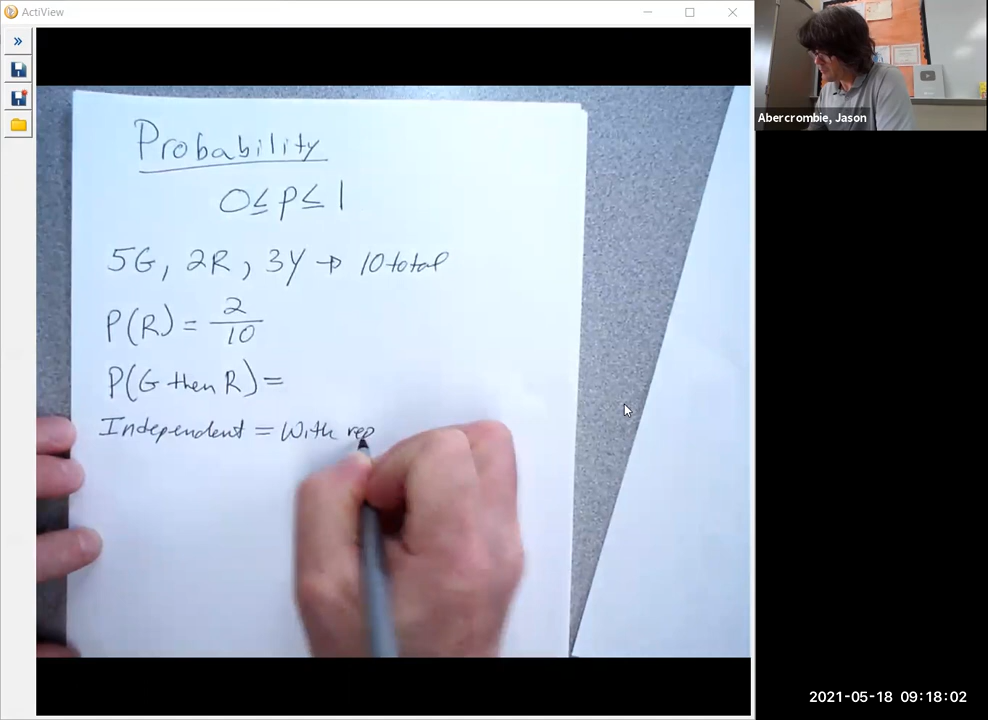 ActiView
Probability
0 ≤ p ≤ 1
5G, 2R, 3Y → 10 total
P(R) = 2/10
P(G then R) =
Independent = With rep
Abercrombie, Jason
2021-05-18 09:18:02